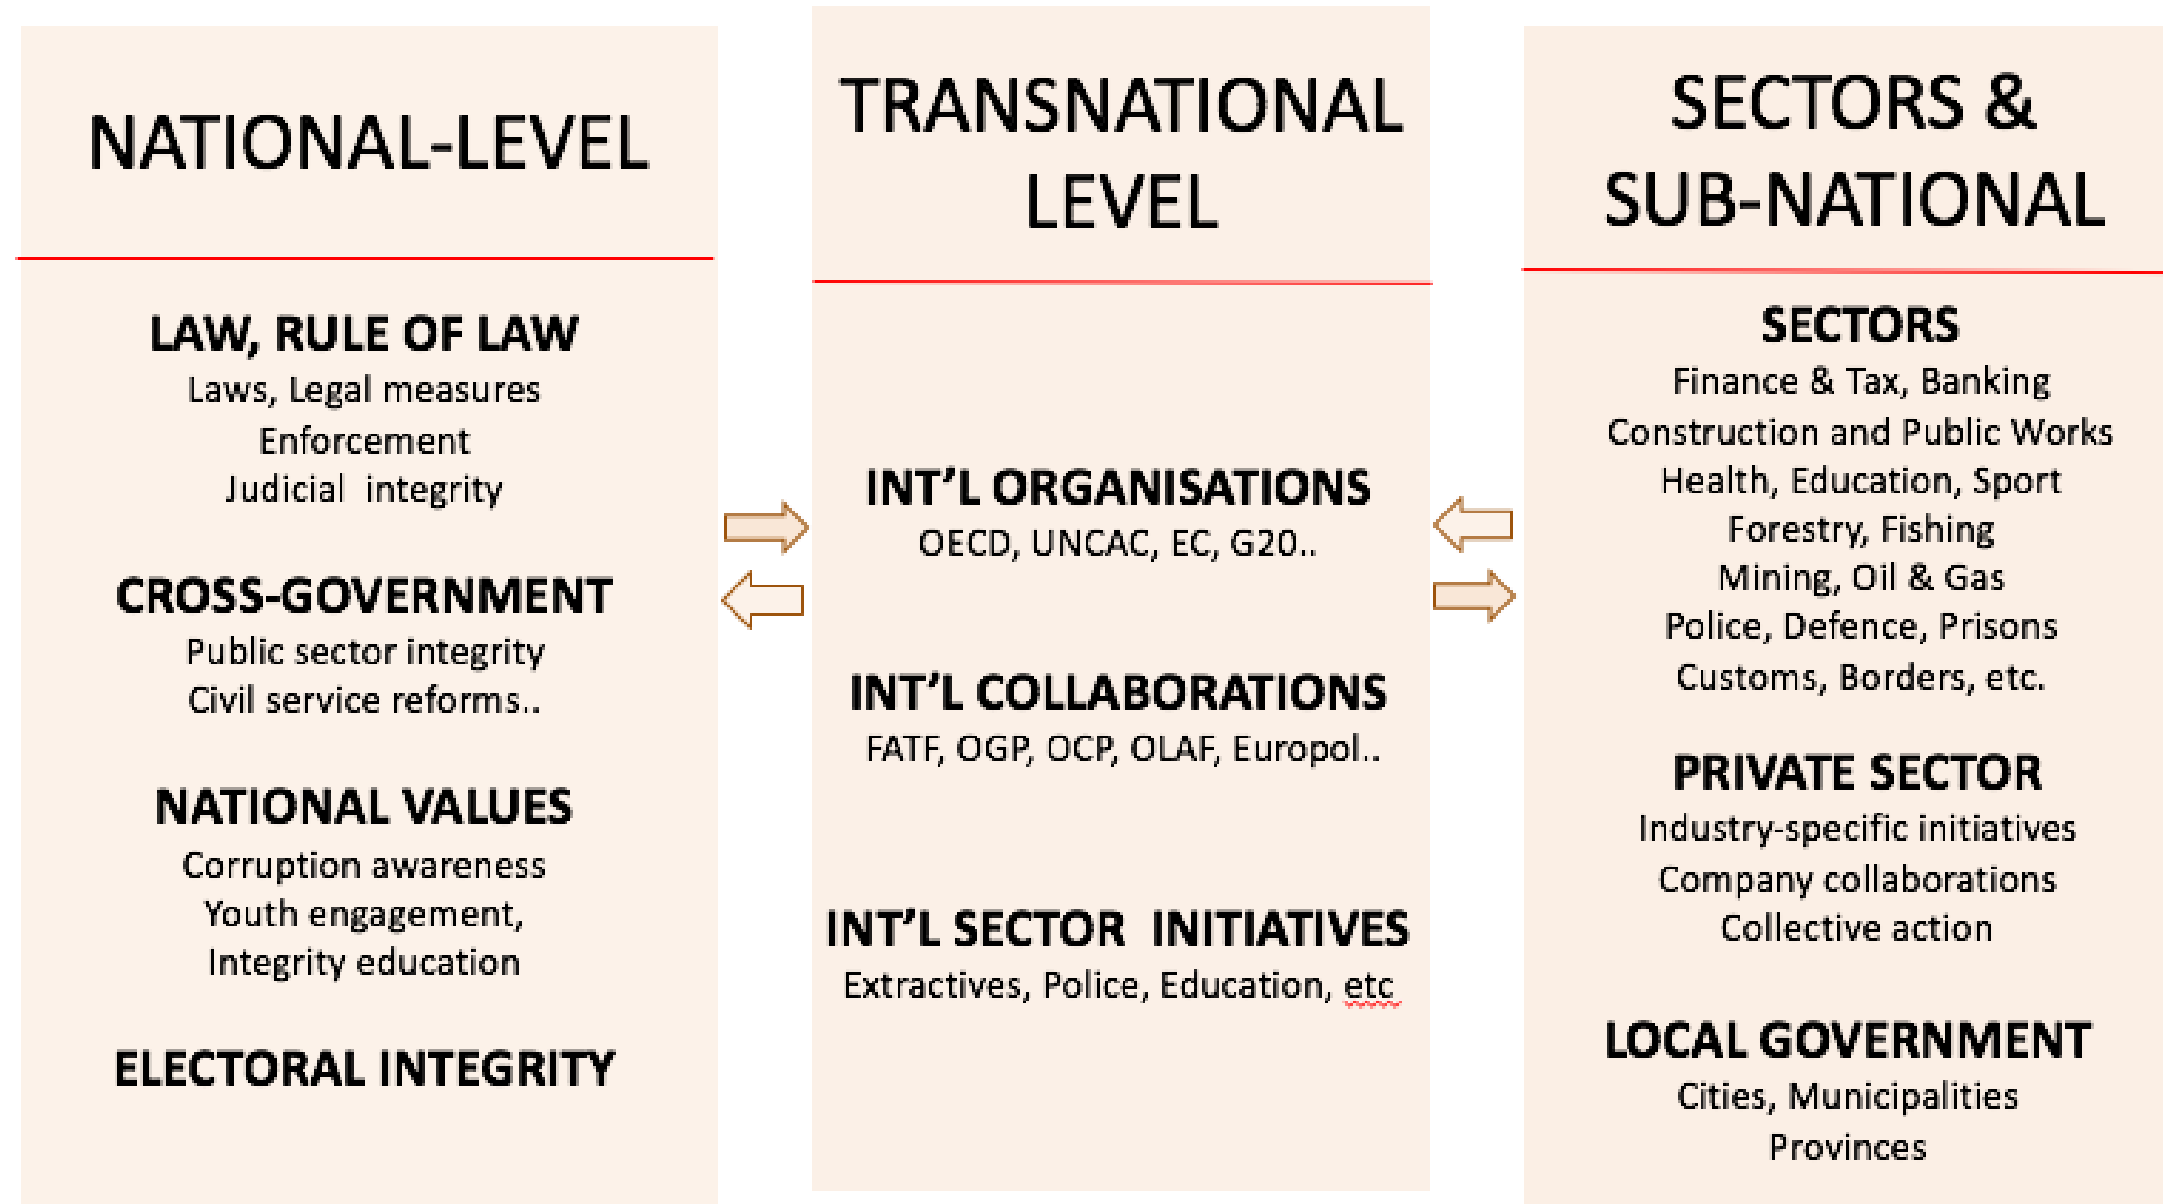 NATIONAL-LEVEL
LAW, RULE OF LAW
Laws, Legal measures
Enforcement
Judicial integrity
CROSS-GOVERNMENT
Public sector integrity
Civil service reforms..
NATIONAL VALUES
Corruption awareness
Youth engagement,
Integrity education
ELECTORAL INTEGRITY
TRANSNATIONAL
LEVEL
INT’L ORGANISATIONS
OECD, UNCAC, EC, G20..
INT’L COLLABORATIONS
FATF, OGP, OCP, OLAF, Europol..
INT’L SECTOR INITIATIVES
Extractives, Police, Education, etc
SECTORS &
SUB-NATIONAL
SECTORS
Finance & Tax, Banking
Construction and Public Works
Health, Education, Sport
Forestry, Fishing
Mining, Oil & Gas
Police, Defence, Prisons
Customs, Borders, etc.
PRIVATE SECTOR
Industry-specific initiatives
Company collaborations
Collective action
LOCAL GOVERNMENT
Cities, Municipalities
Provinces